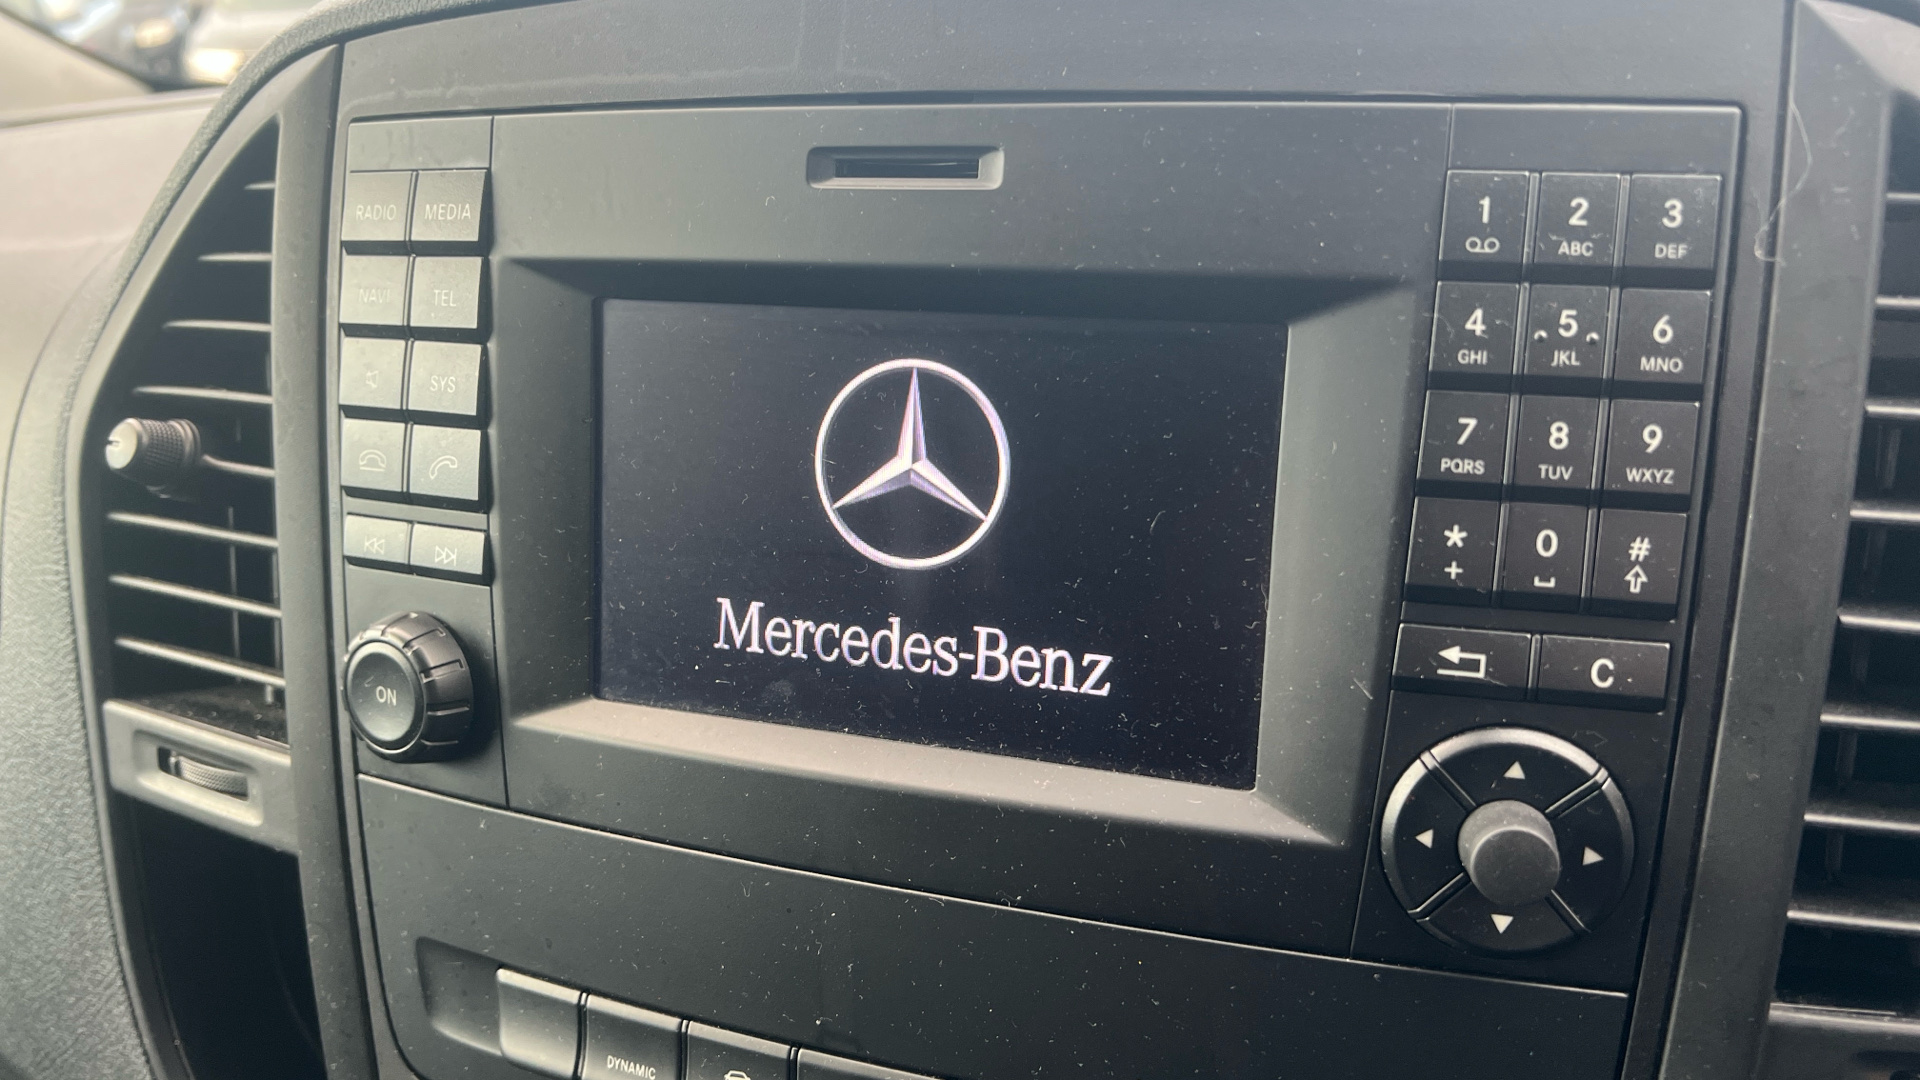 RADIO MEDIA
NAVI TEL
SYS
ON
Mercedes-Benz
1 2 3
ABC DEF
4 5 6
GHI JKL MNO
7 8 9
PQRS TUV WXYZ
* 0 #
+
C
DYNAMIC